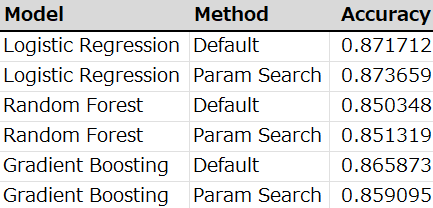 Model Method Accuracy
Logistic Regression Default 0.871712
Logistic Regression Param Search 0.873659
Random Forest Default 0.850348
Random Forest Param Search 0.851319
Gradient Boosting Default 0.865873
Gradient Boosting Param Search 0.859095